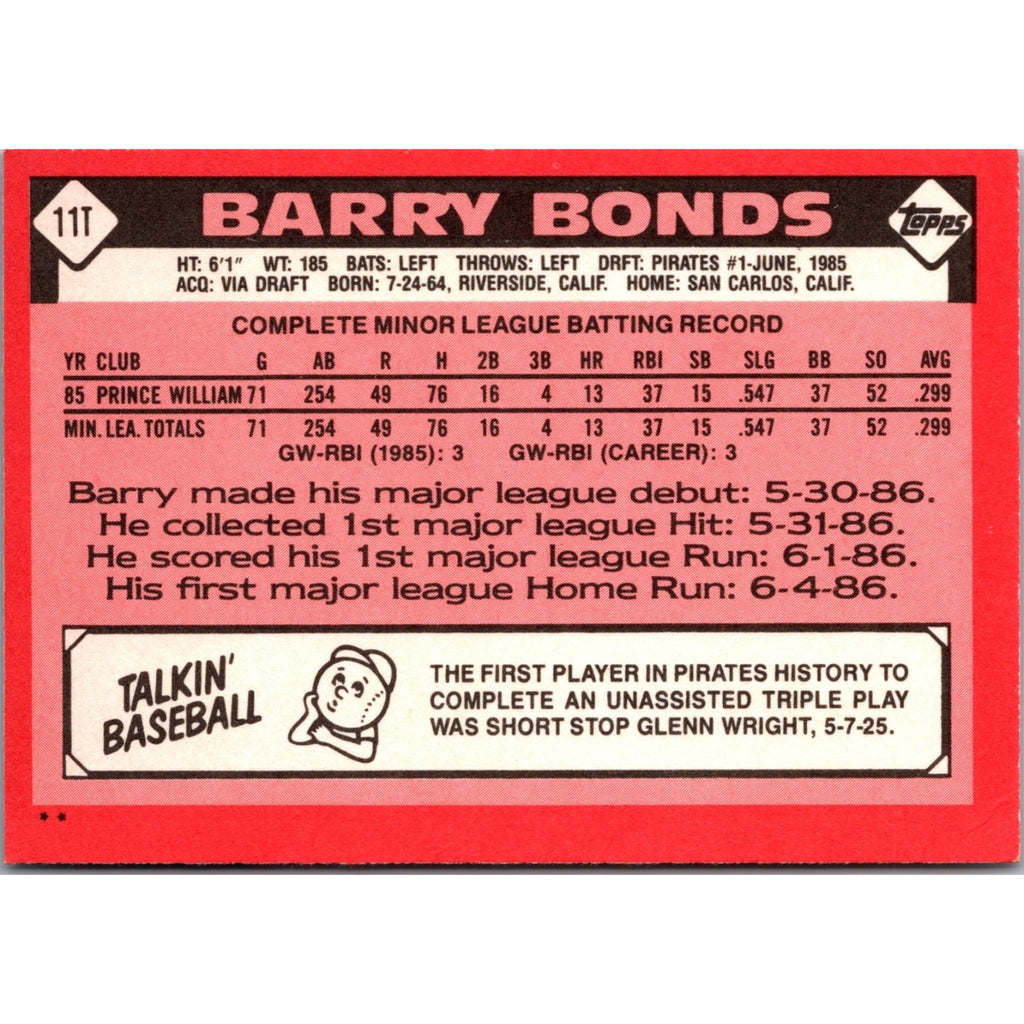 11T
BARRY BONDS
TOPPS
HT: 6'1" WT: 185 BATS: LEFT THROWS: LEFT DRFT: PIRATES #1-JUNE, 1985
ACQ: VIA DRAFT BORN: 7-24-64, RIVERSIDE, CALIF. HOME: SAN CARLOS, CALIF.
COMPLETE MINOR LEAGUE BATTING RECORD
YR CLUB G AB R H 2B 3B HR RBI SB SLG BB SO AVG
85 PRINCE WILLIAM 71 254 49 76 16 4 13 37 15 .547 37 52 .299
MIN. LEA. TOTALS 71 254 49 76 16 4 13 37 15 .547 37 52 .299
GW-RBI (1985): 3 GW-RBI (CAREER): 3
Barry made his major league debut: 5-30-86.
He collected 1st major league Hit: 5-31-86.
He scored his 1st major league Run: 6-1-86.
His first major league Home Run: 6-4-86.
TALKIN'
BASEBALL
THE FIRST PLAYER IN PIRATES HISTORY TO
COMPLETE AN UNASSISTED TRIPLE PLAY
WAS SHORT STOP GLENN WRIGHT, 5-7-25.
**